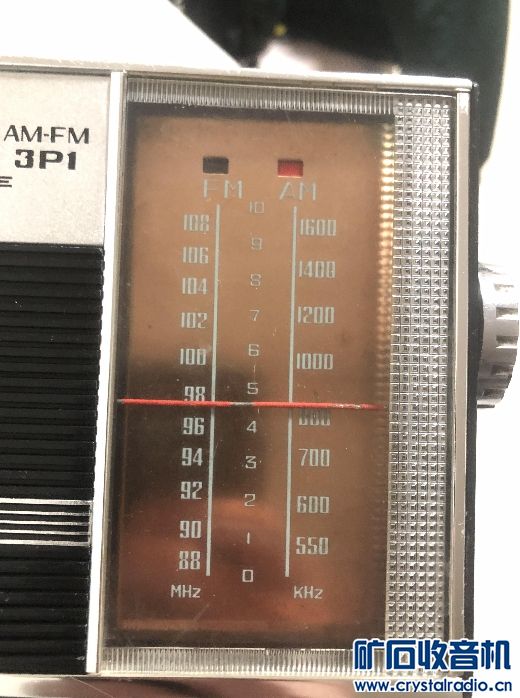 AM-FM
3P1
E
FM AM
10
108 1600
9
106
1400
104 8
102 7 1200
100 6 1000
98 5
96 4 800
94 3 700
92 2 600
90 1
88 0 550
MHz KHz
矿石收音机
www.crystalradio.cn